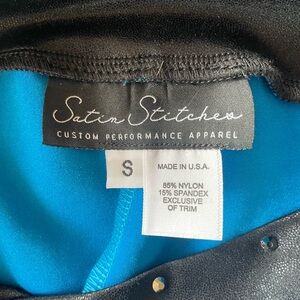 Satin Stitches
CUSTOM PERFORMANCE APPAREL
S
MADE IN U.S.A.
85% NYLON
15% SPANDEX
EXCLUSIVE
OF TRIM